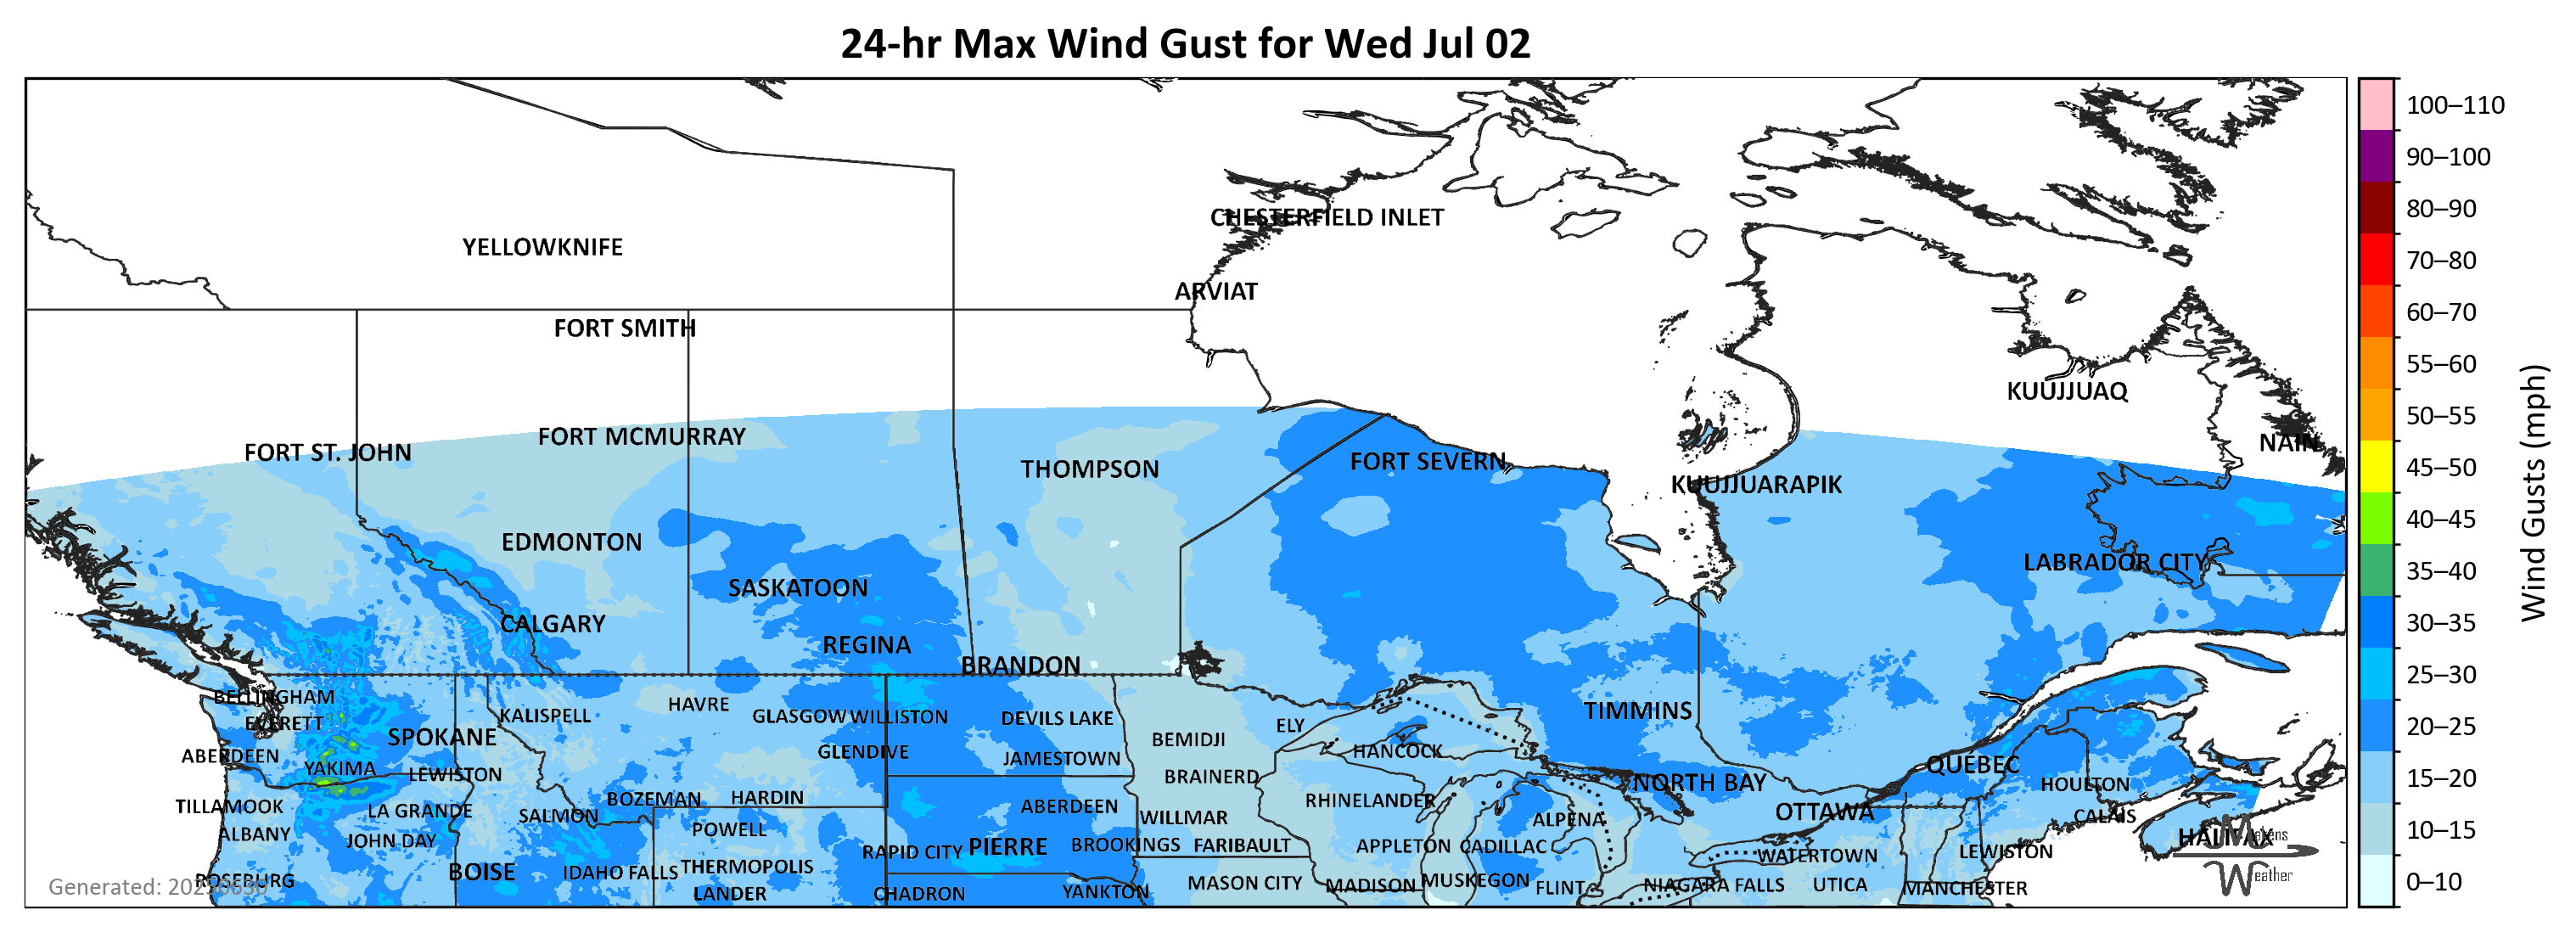 24-hr Max Wind Gust for Wed Jul 02
100–110
90–100
80–90
70–80
60–70
55–60
50–55
45–50
40–45
35–40
30–35
25–30
20–25
15–20
10–15
0–10
Wind Gusts (mph)
CHESTERFIELD INLET
YELLOWKNIFE
ARVIAT
FORT SMITH
KUUJJUAQ
FORT MCMURRAY
NAIN
FORT ST. JOHN
FORT SEVERN
THOMPSON
KUUJJUARAPIK
EDMONTON
LABRADOR CITY
SASKATOON
CALGARY
REGINA
BRANDON
BELLINGHAM
HAVRE
TIMMINS
KALISPELL
GLASGOW
WILLISTON
DEVILS LAKE
EVERETT
ELY
SPOKANE
BEMIDJI
HANCOCK
GLENDIVE
ABERDEEN
JAMESTOWN
QUÉBEC
YAKIMA
LEWISTON
BRAINERD
NORTH BAY
HOULTON
BOZEMAN
HARDIN
RHINELANDER
TILLAMOOK
ABERDEEN
LA GRANDE
OTTAWA
SALMON
WILLMAR
CALAIS
ALPENA
POWELL
ALBANY
JOHN DAY
HALIFAX
PIERRE
BROOKINGS
FARIBAULT
APPLETON
CADILLAC
RAPID CITY
LEWISTON
WATERTOWN
THERMOPOLIS
BOISE
IDAHO FALLS
ROSEBURG
MUSKEGON
MASON CITY
MADISON
NIAGARA FALLS
UTICA
FLINT
MANCHESTER
YANKTON
LANDER
CHADRON
Generated:
Weather